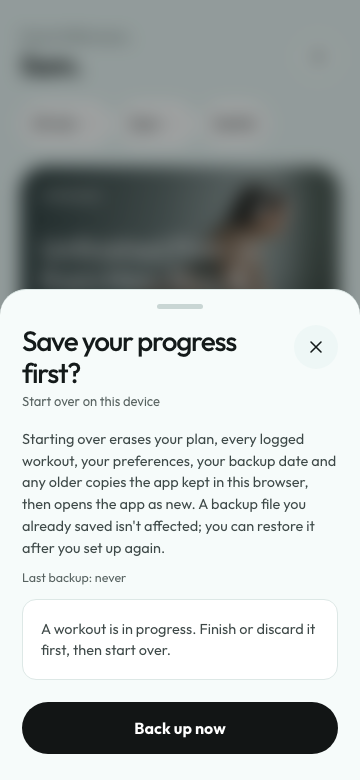 Save your progress
first?
Start over on this device
Starting over erases your plan, every logged
workout, your preferences, your backup date and
any older copies the app kept in this browser,
then opens the app as new. A backup file you
already saved isn't affected; you can restore it
after you set up again.
Last backup: never
A workout is in progress. Finish or discard it
first, then start over.
Back up now